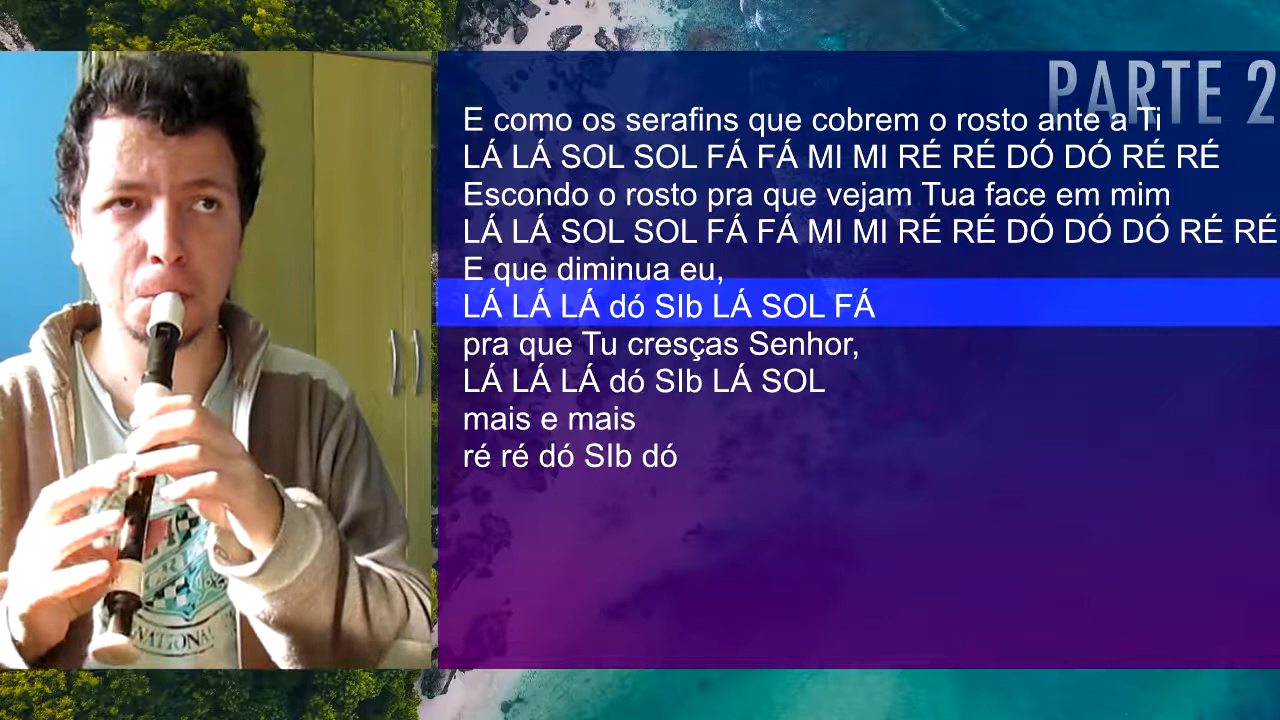 PARTE 2
E como os serafins que cobrem o rosto ante a Ti
LÁ LÁ SOL SOL FÁ FÁ MI MI RÉ RÉ DÓ DÓ RÉ RÉ
Escondo o rosto pra que vejam Tua face em mim
LÁ LÁ SOL SOL FÁ FÁ MI MI RÉ RÉ DÓ DÓ DÓ RÉ RÉ
E que diminua eu,
LÁ LÁ LÁ dó SIb LÁ SOL FÁ
pra que Tu cresças Senhor,
LÁ LÁ LÁ dó SIb LÁ SOL
mais e mais
ré ré dó SIb dó